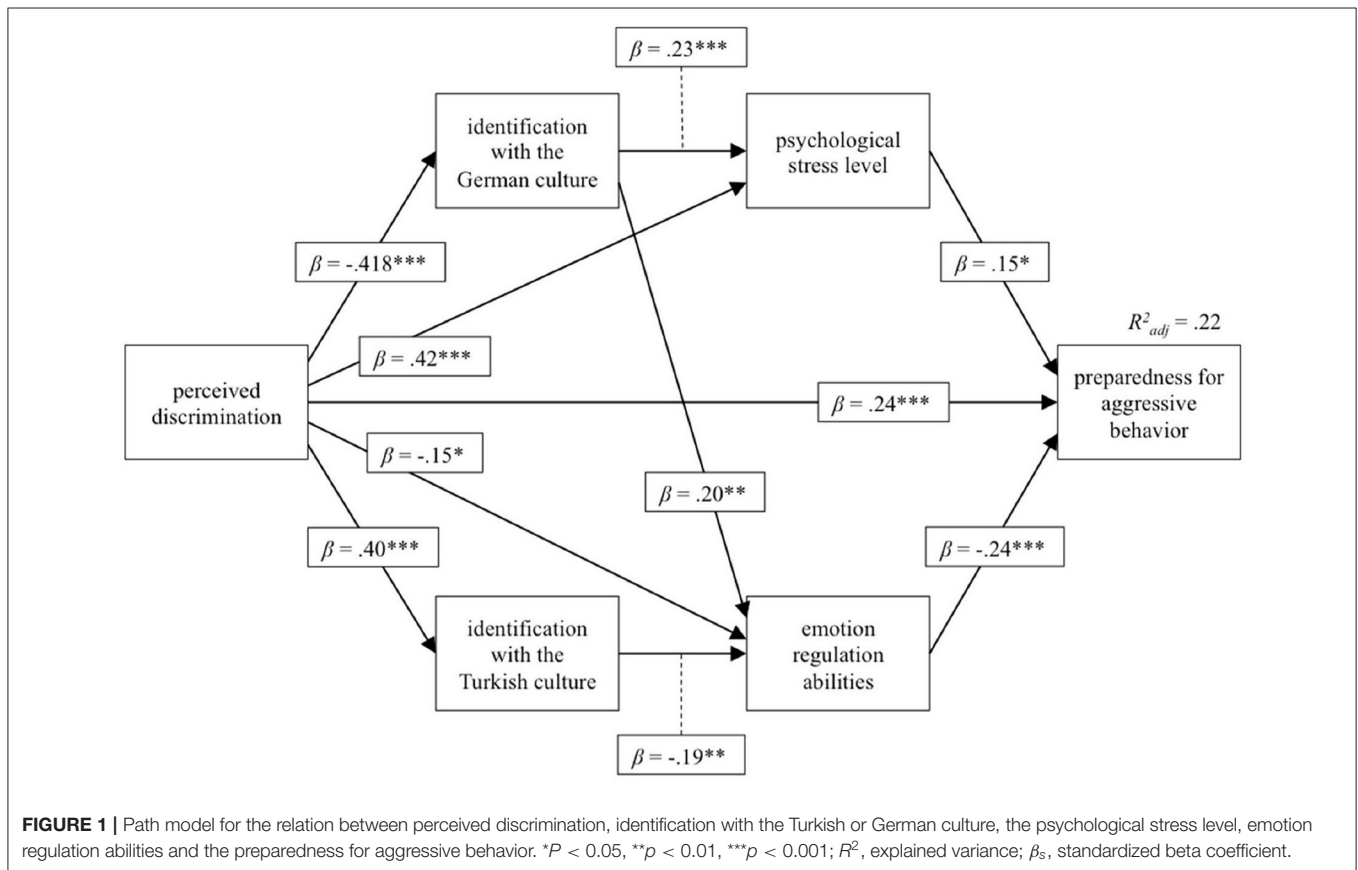 β = .23***
identification
with the
German culture
psychological
stress level
β = -.418***
β = .15*
R²adj = .22
β = .42***
perceived
discrimination
β = .24***
preparedness for
aggressive
behavior
β = -.15*
β = .20**
β = .40***
β = -.24***
identification
with the
Turkish culture
emotion
regulation
abilities
β = -.19**
FIGURE 1 | Path model for the relation between perceived discrimination, identification with the Turkish or German culture, the psychological stress level, emotion
regulation abilities and the preparedness for aggressive behavior. *P < 0.05, **p < 0.01, ***p < 0.001; R², explained variance; βs, standardized beta coefficient.